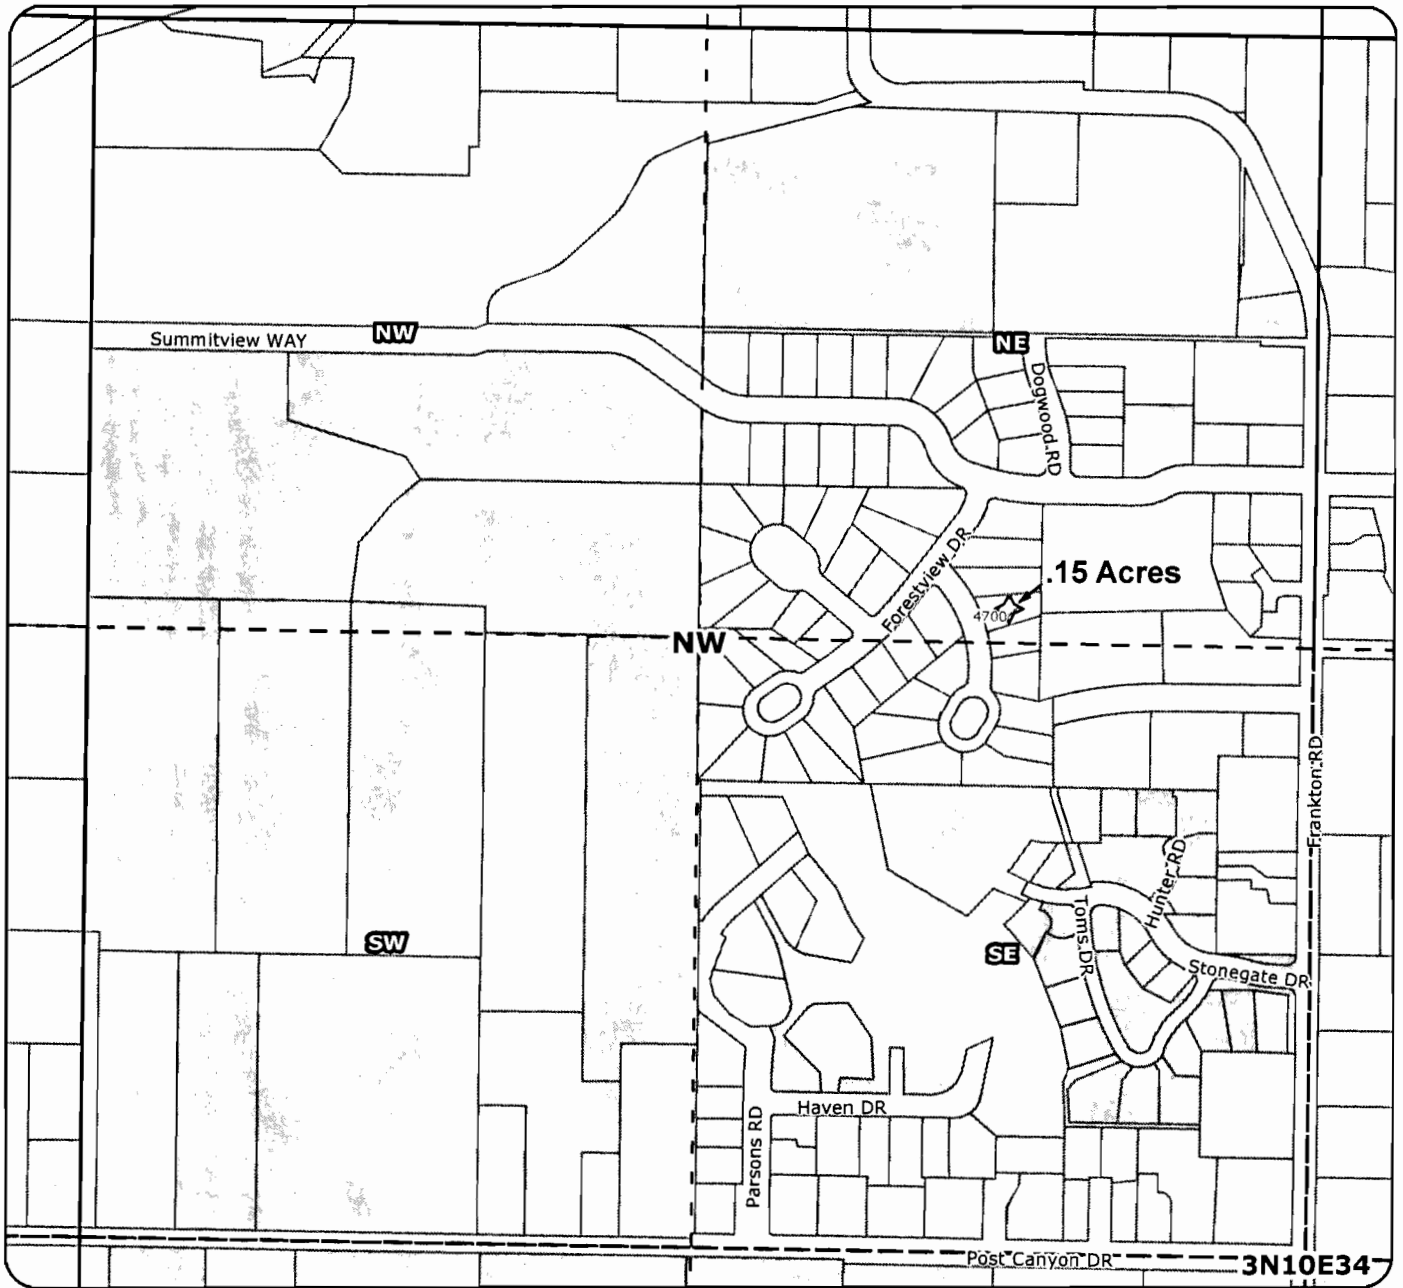 Summitview WAY
NW
NE
Dogwood RD
Forestview DR
.15 Acres
4700
NW
Frankton RD
Hunter RD
SW
Toms DR
SE
Stonegate DR
Haven DR
Parsons RD
Post Canyon DR
3N10E34